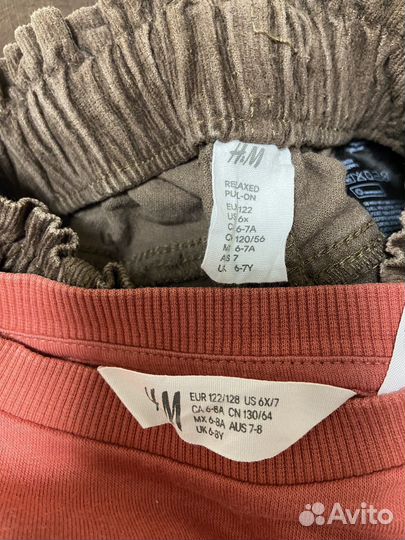 H&M
RELAXED
PULL-ON
EU 122
US 6x
CA 6-7A
CN 120/56
MX 6-7A
AS 7
UK 6-7Y
H&M
EUR 122/128 US 6X/7
CA 6-8A CN 130/64
MX 6-8A AUS 7-8
UK 6-8Y
Avito